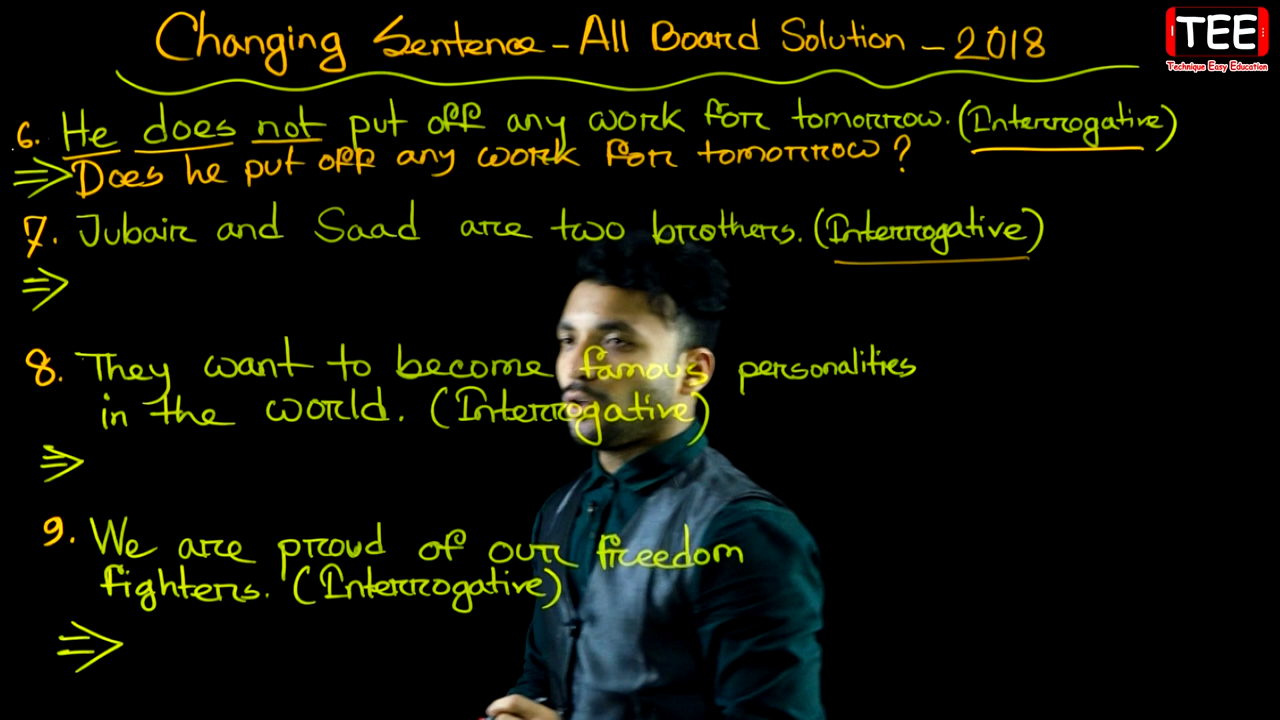 Changing Sentence - All Board Solution - 2018
TEE
Technique Easy Education
6. He does not put off any work for tomorrow. (Interrogative)
⇒ Does he put off any work for tomorrow?
7. Jubair and Saad are two brothers. (Interrogative)
⇒
8. They want to become famous personalities
in the world. (Interrogative)
⇒
9. We are proud of our freedom
fighters. (Interrogative)
⇒